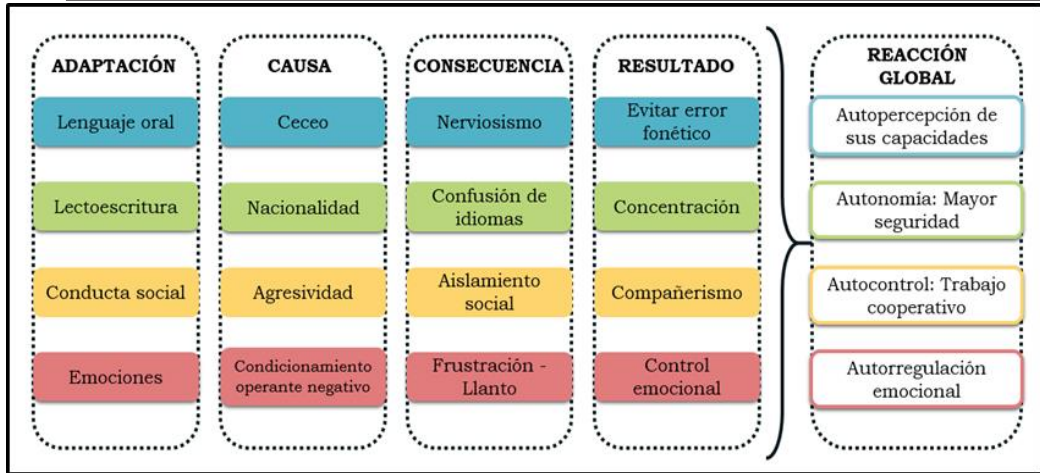 ADAPTACIÓN
Lenguaje oral
Lectoescritura
Conducta social
Emociones
CAUSA
Ceceo
Nacionalidad
Agresividad
Condicionamiento
operante negativo
CONSECUENCIA
Nerviosismo
Confusión de
idiomas
Aislamiento
social
Frustración -
Llanto
RESULTADO
Evitar error
fonético
Concentración
Compañerismo
Control
emocional
REACCIÓN
GLOBAL
Autopercepción de
sus capacidades
Autonomía: Mayor
seguridad
Autocontrol: Trabajo
cooperativo
Autorregulación
emocional